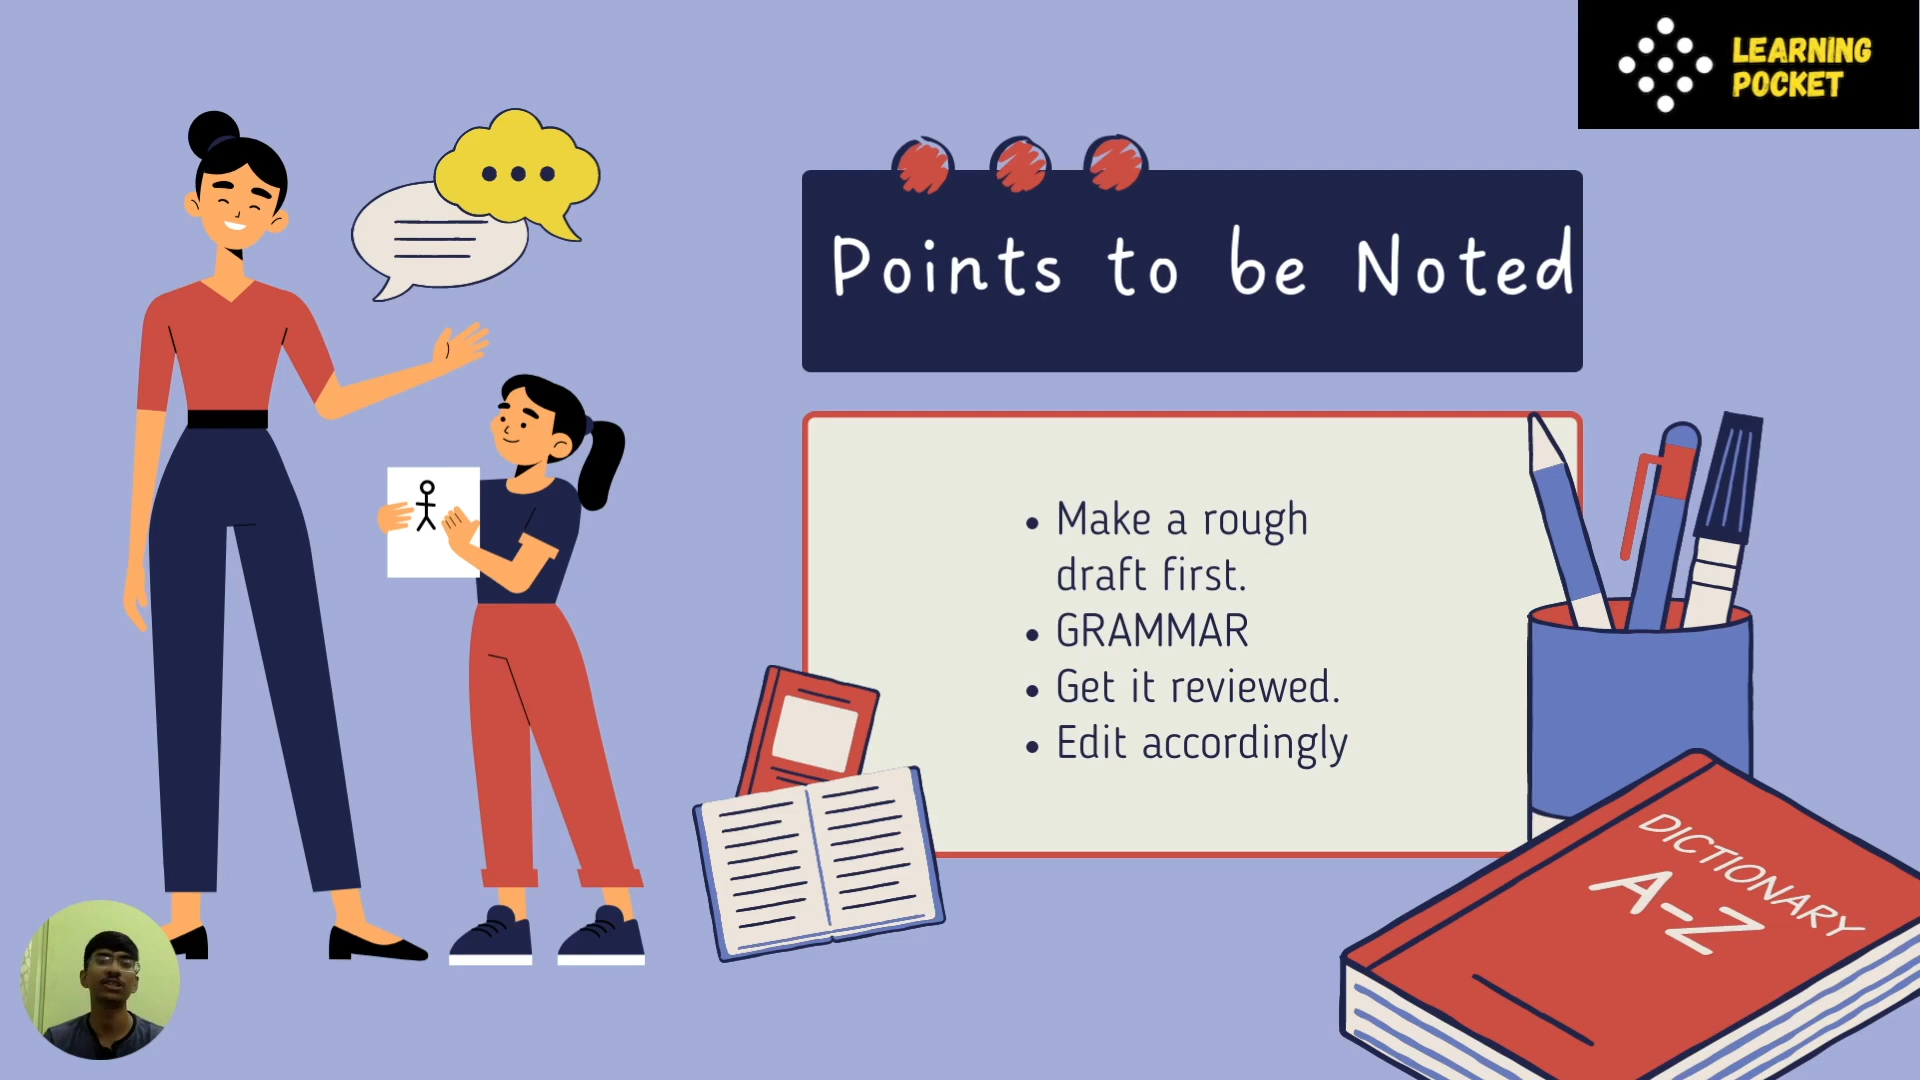 LEARNING
POCKET
Points to be Noted
• Make a rough
draft first.
• GRAMMAR
• Get it reviewed.
• Edit accordingly
DICTIONARY
A-Z